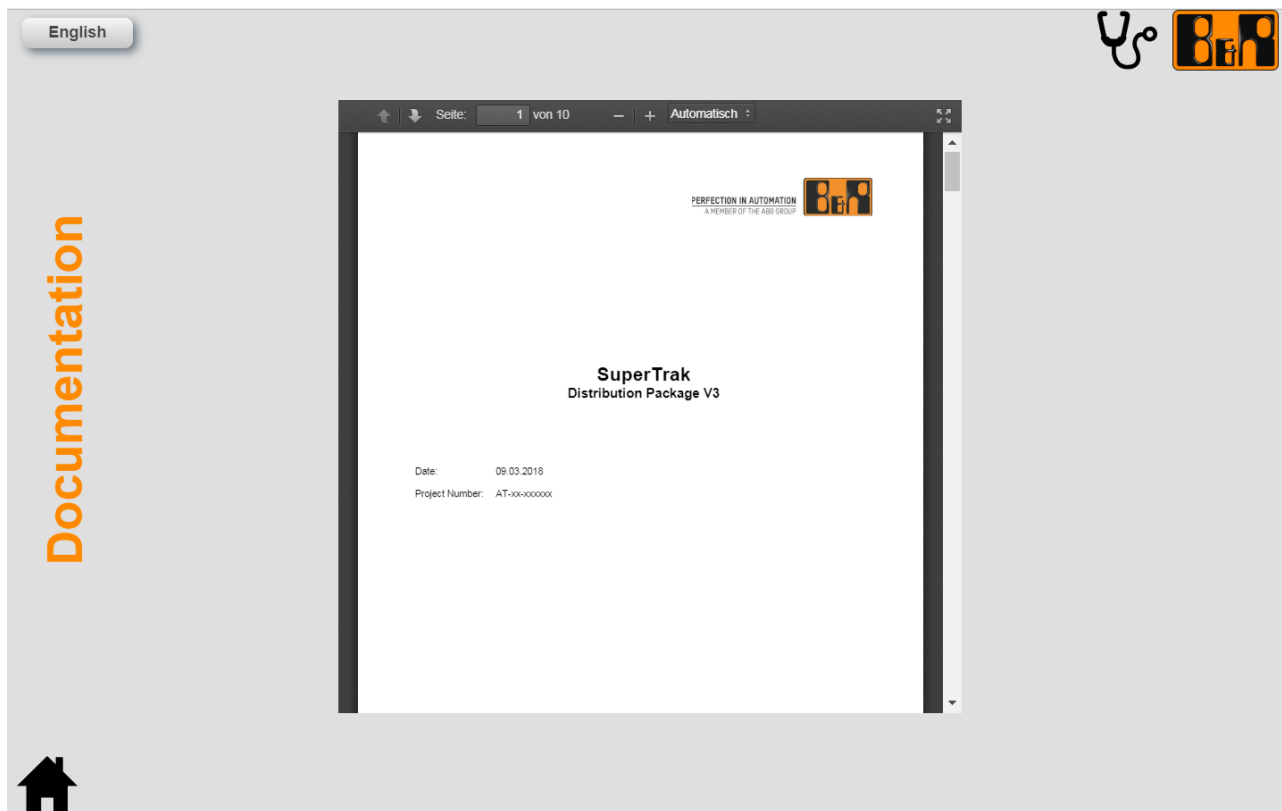 English
B&R
Seite: 1 von 10
Automatisch
PERFECTION IN AUTOMATION
A MEMBER OF THE ABB GROUP
B&R
Documentation
SuperTrak
Distribution Package V3
Date: 09.03.2018
Project Number: AT-xx-xxxxxx